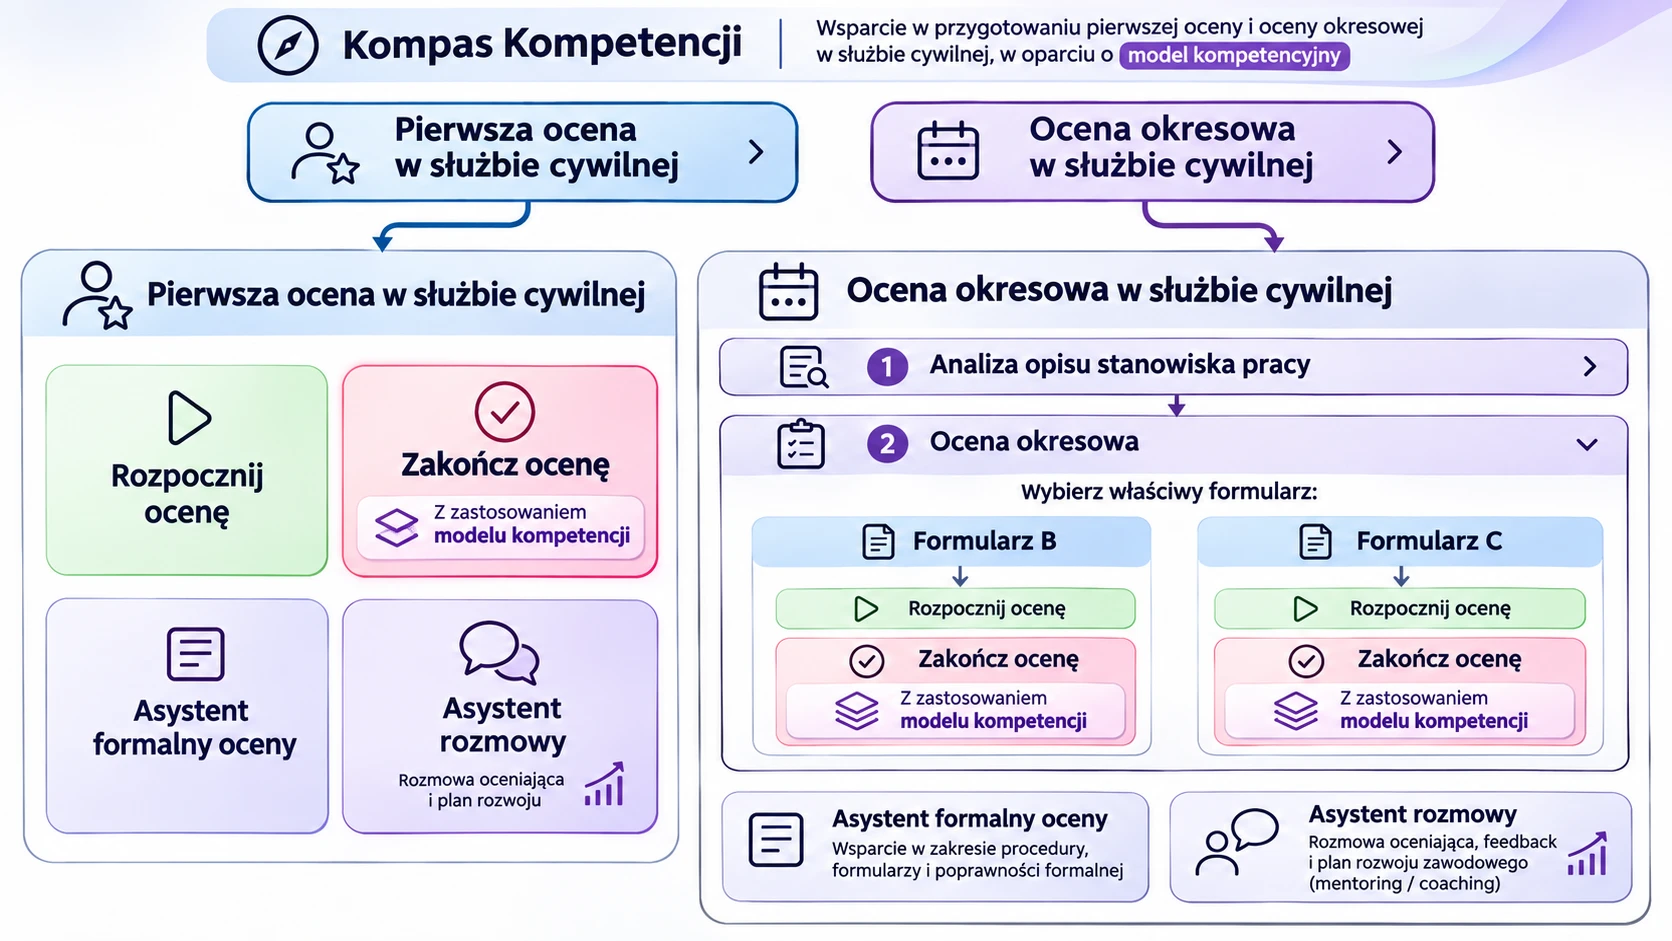 Kompas Kompetencji
Wsparcie w przygotowaniu pierwszej oceny i oceny okresowej
w służbie cywilnej, w oparciu o model kompetencyjny
Pierwsza ocena
w służbie cywilnej
Ocena okresowa
w służbie cywilnej
Pierwsza ocena w służbie cywilnej
Rozpocznij
ocenę
Zakończ ocenę
Z zastosowaniem
modelu kompetencji
Asystent
formalny oceny
Asystent
rozmowy
Rozmowa oceniająca
i plan rozwoju
Ocena okresowa w służbie cywilnej
1 Analiza opisu stanowiska pracy
2 Ocena okresowa
Wybierz właściwy formularz:
Formularz B
Rozpocznij ocenę
Zakończ ocenę
Z zastosowaniem
modelu kompetencji
Formularz C
Rozpocznij ocenę
Zakończ ocenę
Z zastosowaniem
modelu kompetencji
Asystent formalny oceny
Wsparcie w zakresie procedury,
formularzy i poprawności formalnej
Asystent rozmowy
Rozmowa oceniająca, feedback
i plan rozwoju zawodowego
(mentoring / coaching)